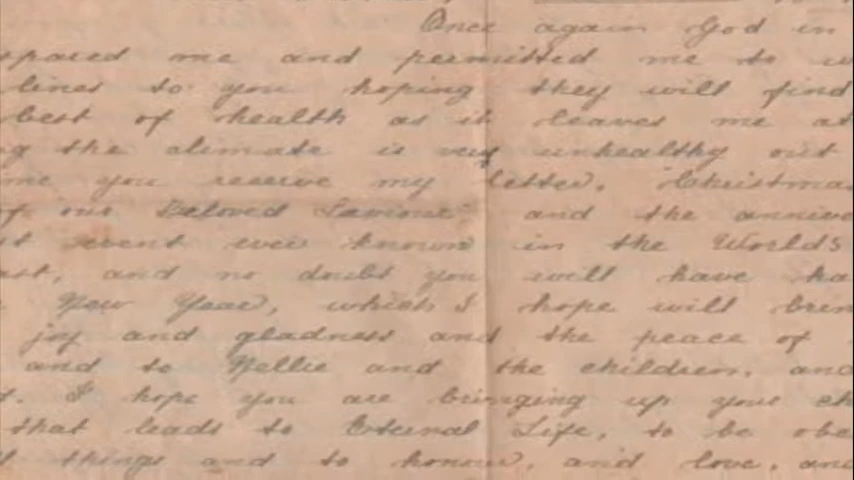 Once again God in
spared me and permitted me to
lines to you hoping they will find
best of health as it leaves me at
the climate is very unhealthy out
me you reserve my letter. Christmas
of our Beloved Saviour and the
event ever known in the Worlds
and no doubt you will have
New Year, which I hope will
joy and gladness and the peace of
and to Nellie and the children, and
I hope you are bringing up your
that leads to Eternal Life, to be
things and to honour, and love, and